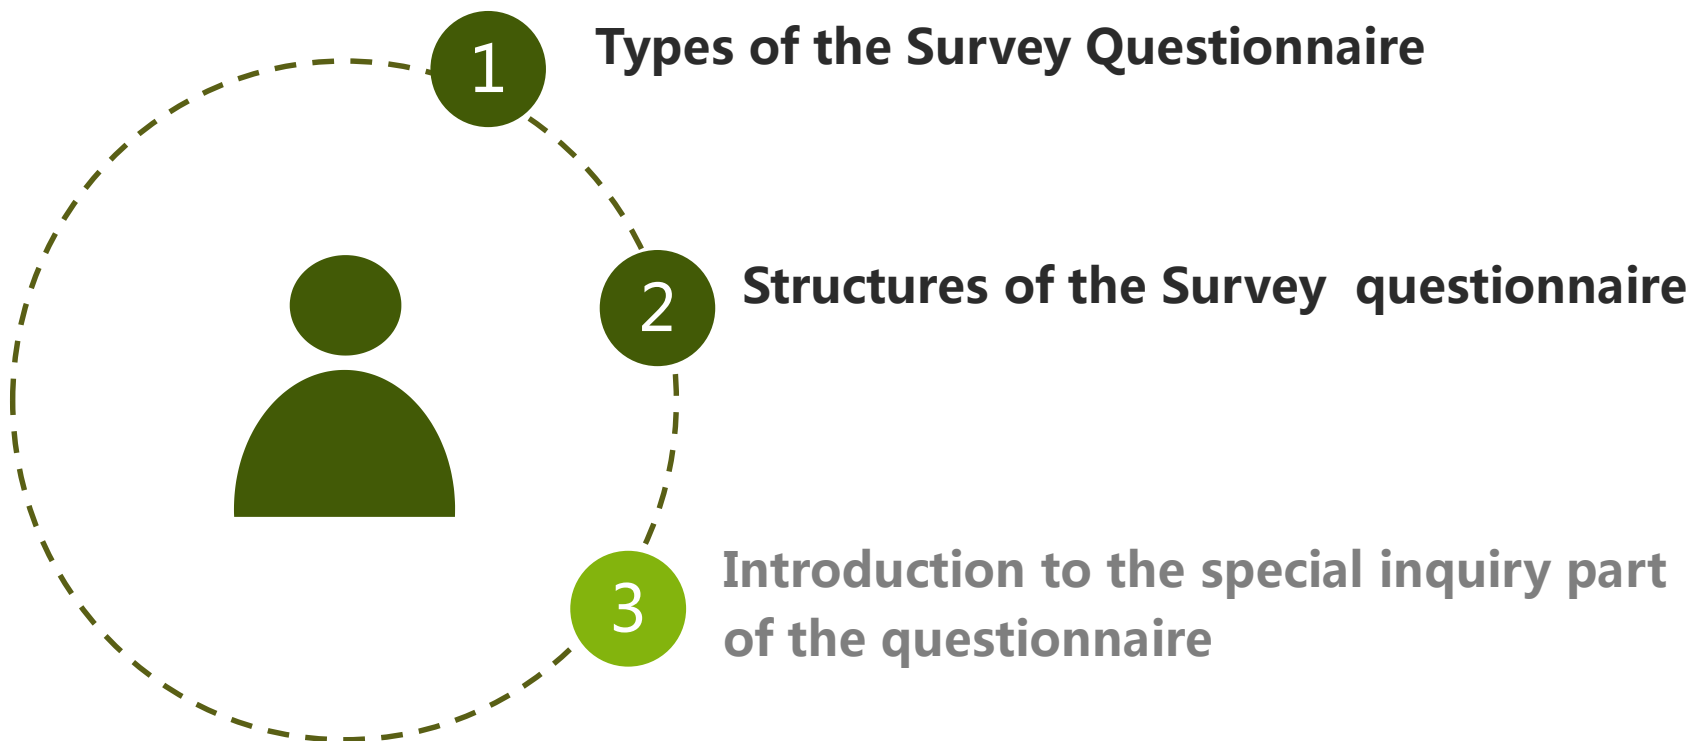 1 Types of the Survey Questionnaire
2 Structures of the Survey questionnaire
3 Introduction to the special inquiry part
of the questionnaire